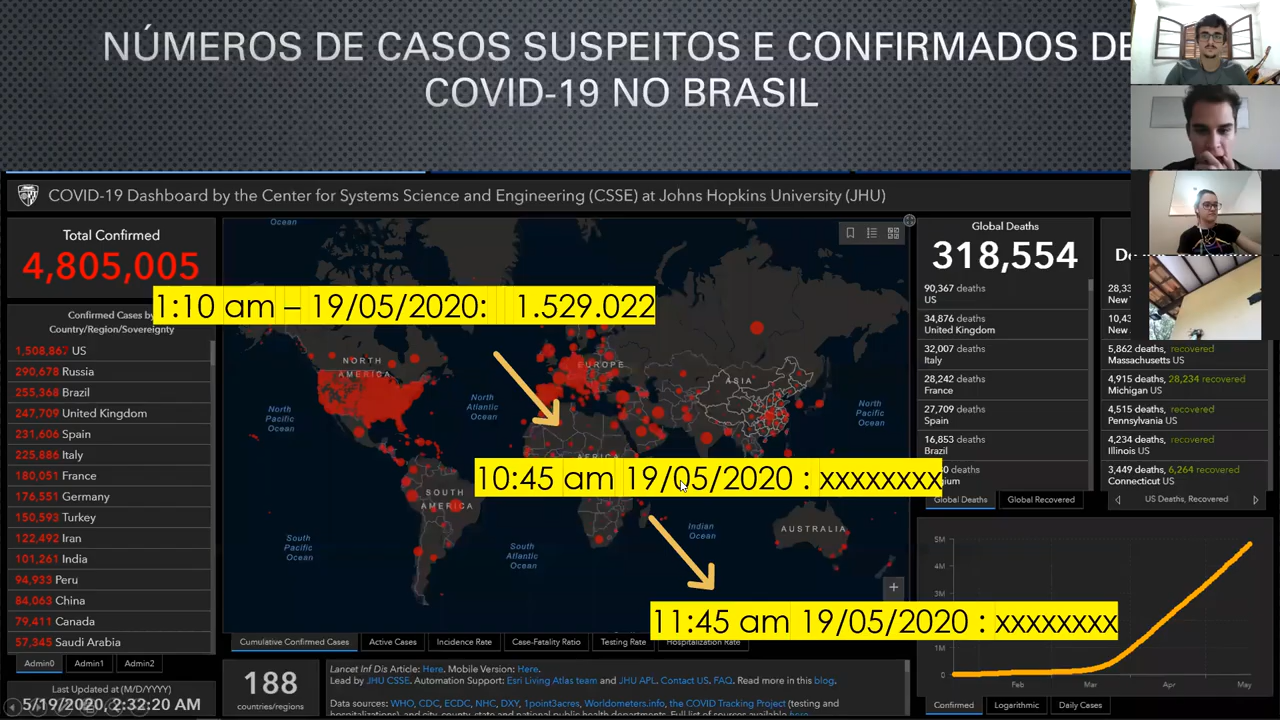 NÚMEROS DE CASOS SUSPEITOS E CONFIRMADOS DE
COVID-19 NO BRASIL
COVID-19 Dashboard by the Center for Systems Science and Engineering (CSSE) at Johns Hopkins University (JHU)
Total Confirmed
4,805,005
Confirmed Cases by
Country/Region/Sovereignty
1,508,867 US
290,678 Russia
255,368 Brazil
247,709 United Kingdom
231,606 Spain
225,886 Italy
180,051 France
176,551 Germany
150,593 Turkey
122,492 Iran
101,261 India
94,933 Peru
84,063 China
79,411 Canada
57,345 Saudi Arabia
Admin0 Admin1 Admin2
Last Updated at (M/D/YYYY)
5/19/2020, 2:32:20 AM
1:10 am – 19/05/2020: 1.529.022
10:45 am 19/05/2020 : xxxxxxxx
11:45 am 19/05/2020 : xxxxxxxx
Ocean
NORTH
AMERICA
EUROPE
ASIA
North
Pacific
Ocean
North
Atlantic
Ocean
North
Pacific
Ocean
AFRICA
SOUTH
AMERICA
Indian
Ocean
AUSTRALIA
South
Pacific
Ocean
South
Atlantic
Ocean
Cumulative Confirmed Cases Active Cases Incidence Rate Case-Fatality Ratio Testing Rate Hospitalization Rate
188
countries/regions
Lancet Inf Dis Article: Here. Mobile Version: Here.
Lead by JHU CSSE. Automation Support: Esri Living Atlas team and JHU APL. Contact US. FAQ. Read more in this blog.
Data sources: WHO, CDC, ECDC, NHC, DXY, 1point3acres, Worldometers.info, the COVID Tracking Project (testing and
Global Deaths
318,554
90,367 deaths
US
34,876 deaths
United Kingdom
32,007 deaths
Italy
28,242 deaths
France
27,709 deaths
Spain
16,853 deaths
Brazil
Global Deaths Global Recovered
5,862 deaths, recovered
Massachusetts US
4,915 deaths, 28,234 recovered
Michigan US
4,515 deaths, recovered
Pennsylvania US
4,234 deaths, recovered
Illinois US
3,449 deaths, 6,264 recovered
Connecticut US
US Deaths, Recovered
5M
4M
3M
1M
0
Feb Mar Apr May
Confirmed Logarithmic Daily Cases